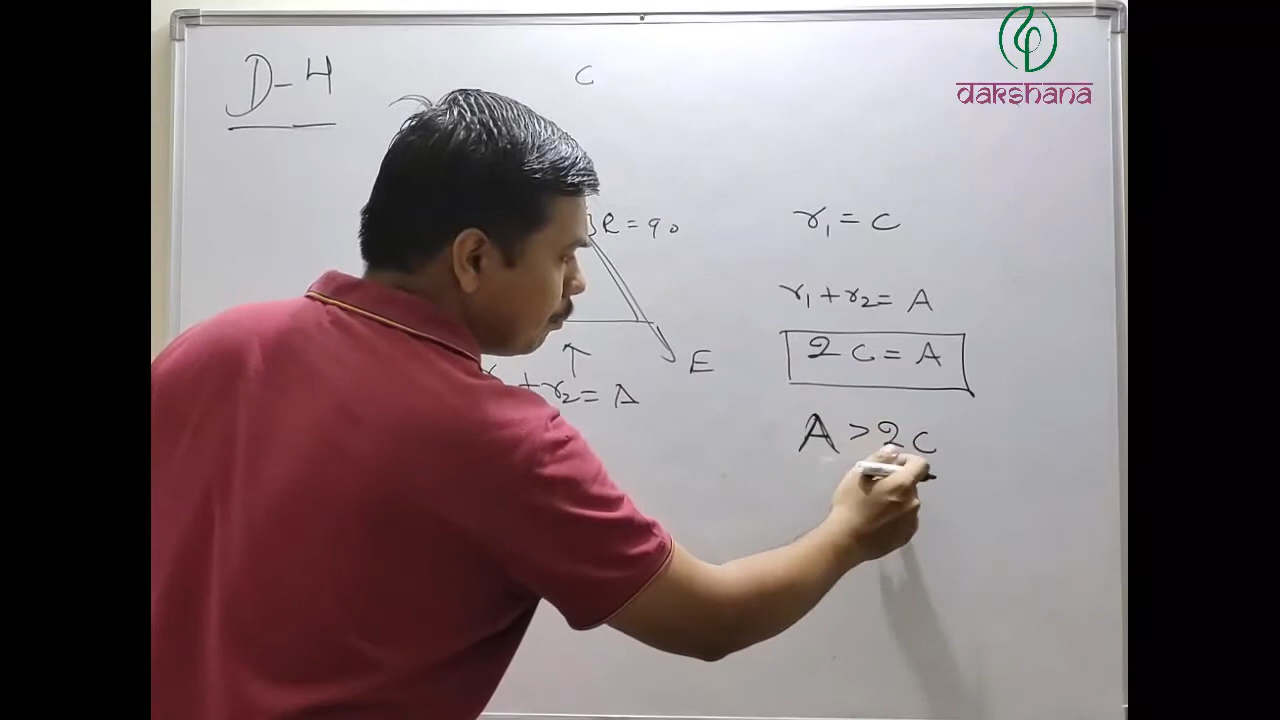 D-4
C
dakshana
R = 90
r₁ = C
r₁ + r₂ = A
2C = A
E
+ r₂ = A
A > 2C